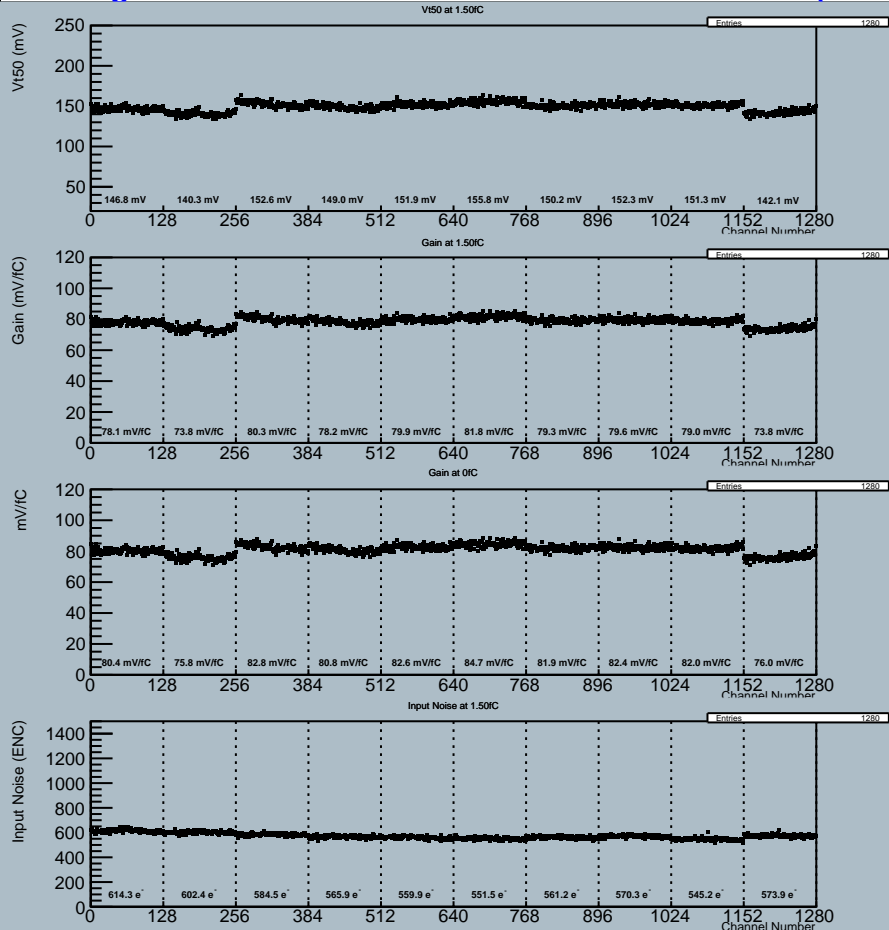 Vt50 at 1.50fC
Entries 1280
Vt50 (mV)
250
200
150
100
50
146.8 mV 140.3 mV 152.6 mV 149.0 mV 151.9 mV 155.8 mV 150.2 mV 152.3 mV 151.3 mV 142.1 mV
0 128 256 384 512 640 768 896 1024 1152 1280
Channel Number
Gain at 1.50fC
Entries 1280
Gain (mV/fC)
120
100
80
60
40
20
0
78.1 mV/fC 73.8 mV/fC 80.3 mV/fC 78.2 mV/fC 79.9 mV/fC 81.8 mV/fC 79.3 mV/fC 79.6 mV/fC 79.0 mV/fC 73.8 mV/fC
0 128 256 384 512 640 768 896 1024 1152 1280
Channel Number
Gain at 0fC
Entries 1280
mV/fC
120
100
80
60
40
20
0
80.4 mV/fC 75.8 mV/fC 82.8 mV/fC 80.8 mV/fC 82.6 mV/fC 84.7 mV/fC 81.9 mV/fC 82.4 mV/fC 82.0 mV/fC 76.0 mV/fC
0 128 256 384 512 640 768 896 1024 1152 1280
Channel Number
Input Noise at 1.50fC
Entries 1280
Input Noise (ENC)
1400
1200
1000
800
600
400
200
0
614.3 e⁻ 602.4 e⁻ 584.5 e⁻ 565.9 e⁻ 559.9 e⁻ 551.5 e⁻ 561.2 e⁻ 570.3 e⁻ 545.2 e⁻ 573.9 e⁻
0 128 256 384 512 640 768 896 1024 1152 1280
Channel Number